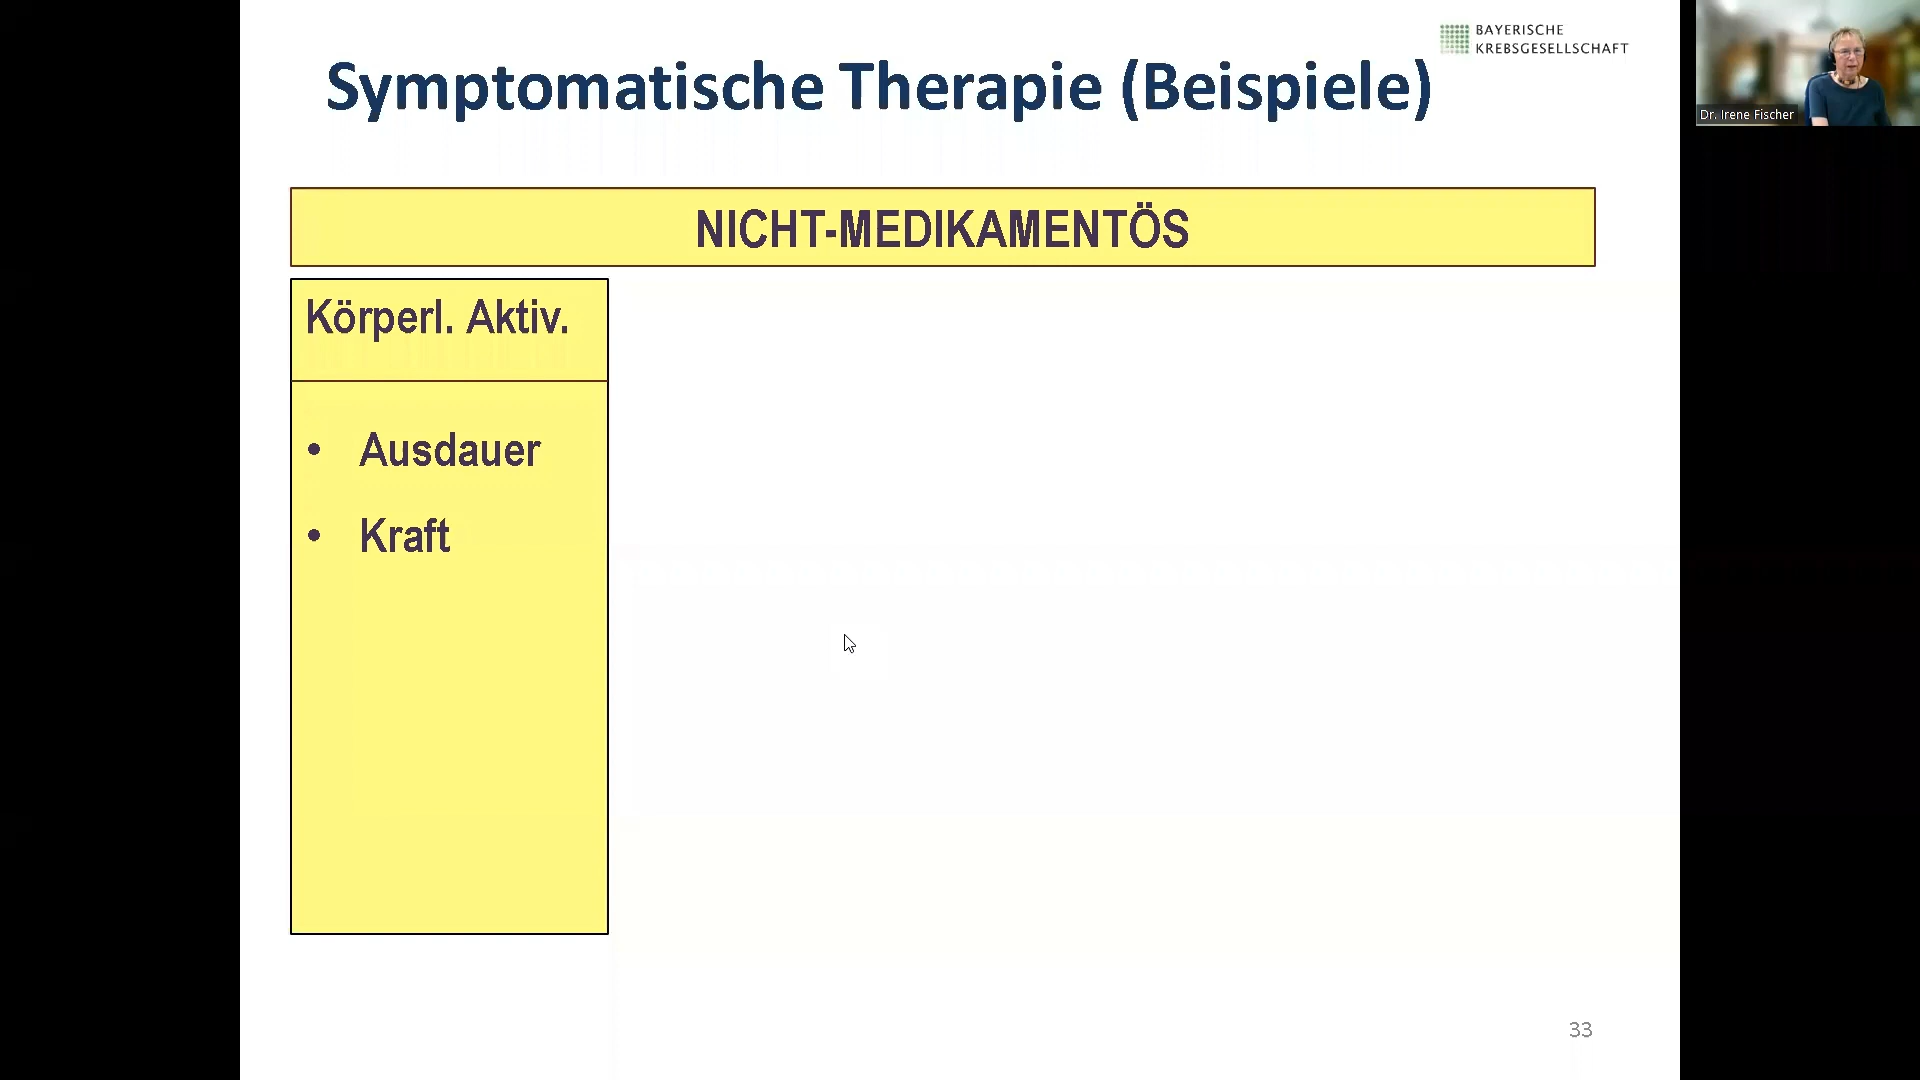 BAYERISCHE
KREBSGESELLSCHAFT
Symptomatische Therapie (Beispiele)
Dr. Irene Fischer
NICHT-MEDIKAMENTÖS
Körperl. Aktiv.
• Ausdauer
• Kraft
33